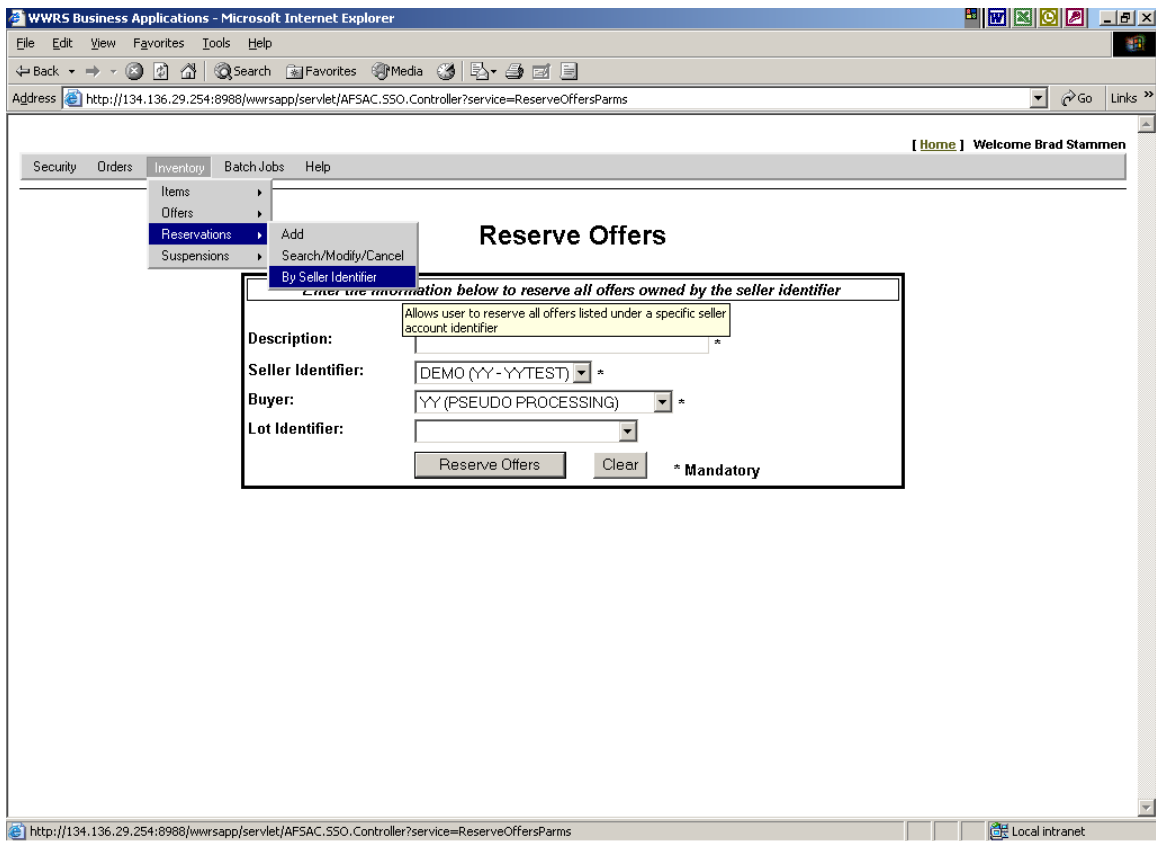 WWRS Business Applications - Microsoft Internet Explorer
File Edit View Favorites Tools Help
Back Search Favorites Media
Address http://134.136.29.254:8988/wwrsapp/servlet/AFSAC.SSO.Controller?service=ReserveOffersParms Go Links »
[ Home ] Welcome Brad Stammen
Security Orders Inventory Batch Jobs Help
Items
Offers
Reservations
Suspensions
Add
Search/Modify/Cancel
By Seller Identifier
Reserve Offers
Enter the information below to reserve all offers owned by the seller identifier
Allows user to reserve all offers listed under a specific seller
account identifier
Description: *
Seller Identifier: DEMO (YY - YYTEST) *
Buyer: YY (PSEUDO PROCESSING) *
Lot Identifier:
Reserve Offers Clear * Mandatory
http://134.136.29.254:8988/wwrsapp/servlet/AFSAC.SSO.Controller?service=ReserveOffersParms Local intranet